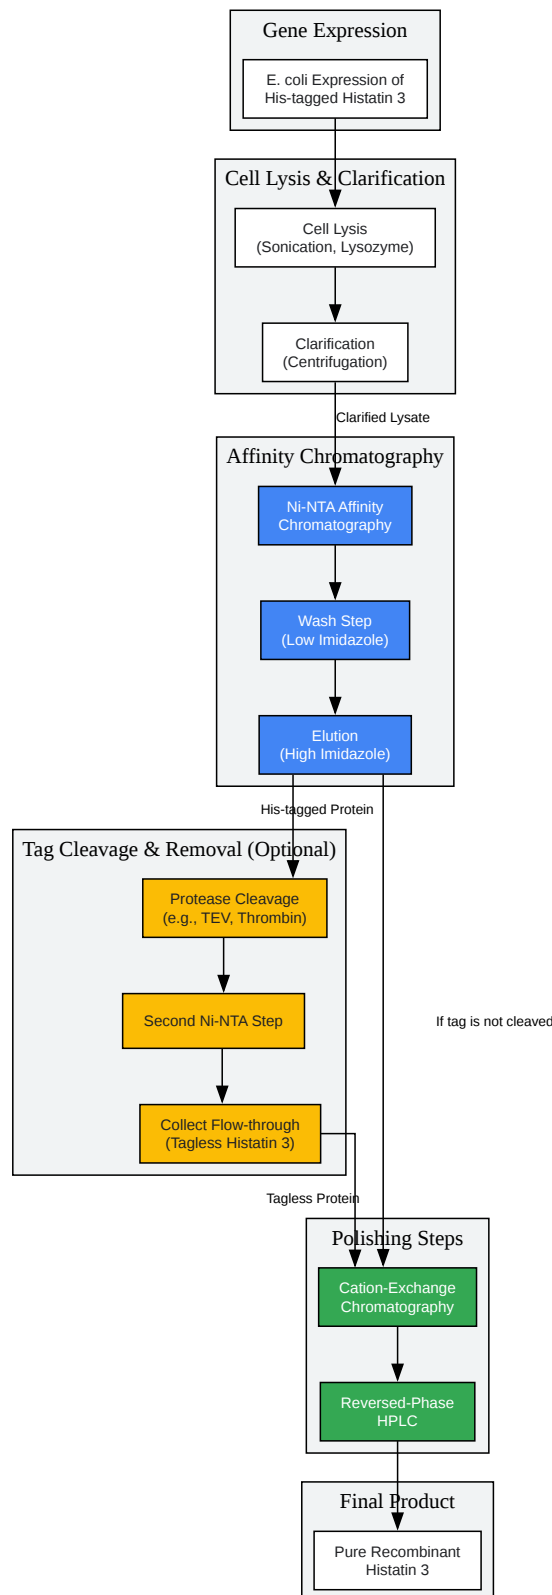 Gene Expression
E. coli Expression of
His-tagged Histatin 3
Cell Lysis & Clarification
Cell Lysis
(Sonication, Lysozyme)
Clarification
(Centrifugation)
Clarified Lysate
Affinity Chromatography
Ni-NTA Affinity
Chromatography
Wash Step
(Low Imidazole)
Elution
(High Imidazole)
His-tagged Protein
Tag Cleavage & Removal (Optional)
Protease Cleavage
(e.g., TEV, Thrombin)
Second Ni-NTA Step
If tag is not cleaved
Collect Flow-through
(Tagless Histatin 3)
Tagless Protein
Polishing Steps
Cation-Exchange
Chromatography
Reversed-Phase
HPLC
Final Product
Pure Recombinant
Histatin 3